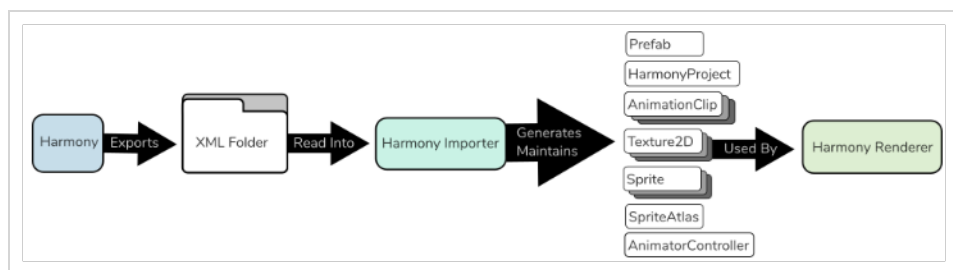 Harmony
Exports
XML Folder
Read Into
Harmony Importer
Generates
Maintains
Prefab
HarmonyProject
AnimationClip
Texture2D
Sprite
SpriteAtlas
AnimatorController
Used By
Harmony Renderer